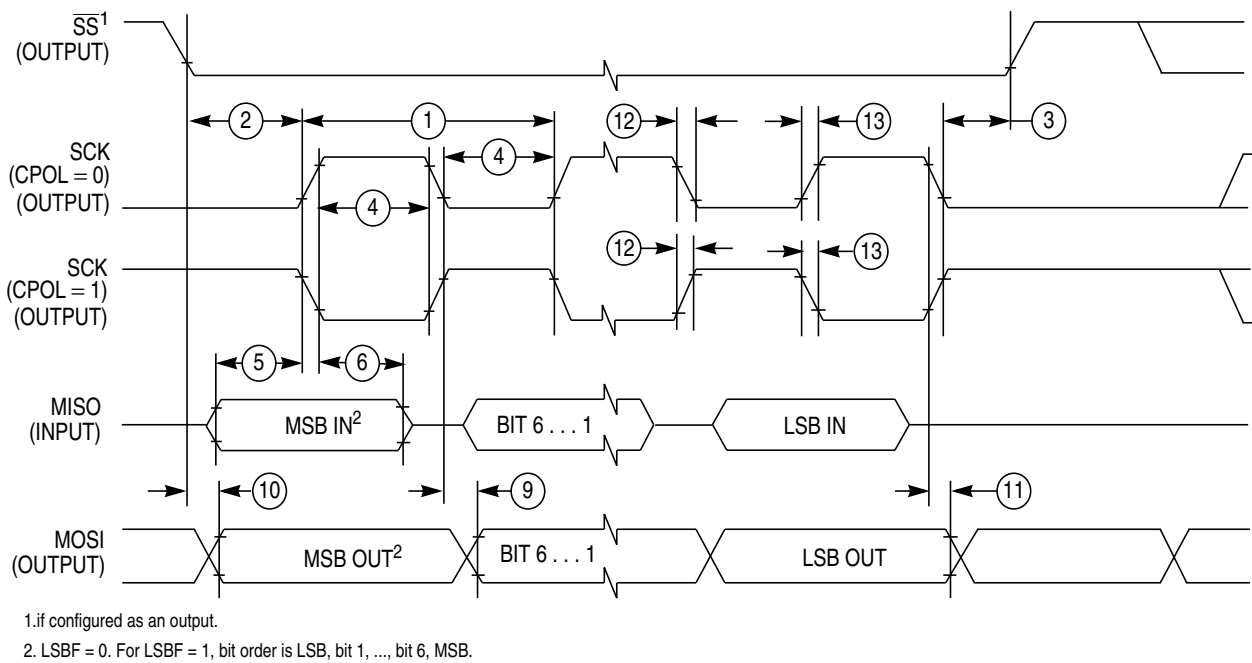 SS1
(OUTPUT)
2
1
12
13
3
SCK
(CPOL = 0)
(OUTPUT)
4
4
SCK
(CPOL = 1)
(OUTPUT)
12
13
5
6
MISO
(INPUT)
MSB IN2
BIT 6 . . . 1
LSB IN
10
9
11
MOSI
(OUTPUT)
MSB OUT2
BIT 6 . . . 1
LSB OUT
1.if configured as an output.
2. LSBF = 0. For LSBF = 1, bit order is LSB, bit 1, ..., bit 6, MSB.